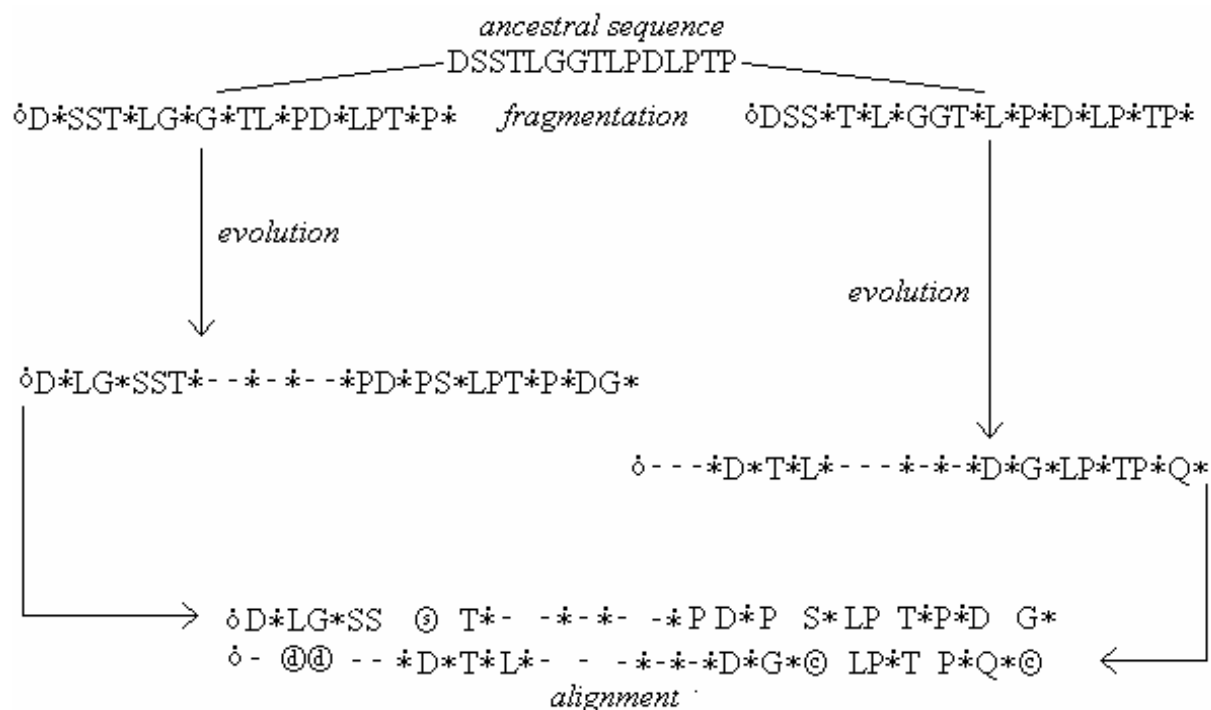 ancestral sequence
DSSTLGGTLPDLPTP
ȯD*SST*LG*G*TL*PD*LPT*P* fragmentation ȯDSS*T*L*GGT*L*P*D*LP*TP*
evolution
evolution
ȯD*LG*SST*--*-*--*PD*PS*LPT*P*DG*
ȯ---*D*T*L*---*-*-*D*G*LP*TP*Q*
ȯD*LG*SS ⓢ T*- -*-*- -*P D*P S*LP T*P*D G*
ȯ- ⓓⓓ --*D*T*L*- - -*-*-*D*G*ⓒ LP*T P*Q*ⓒ
alignment